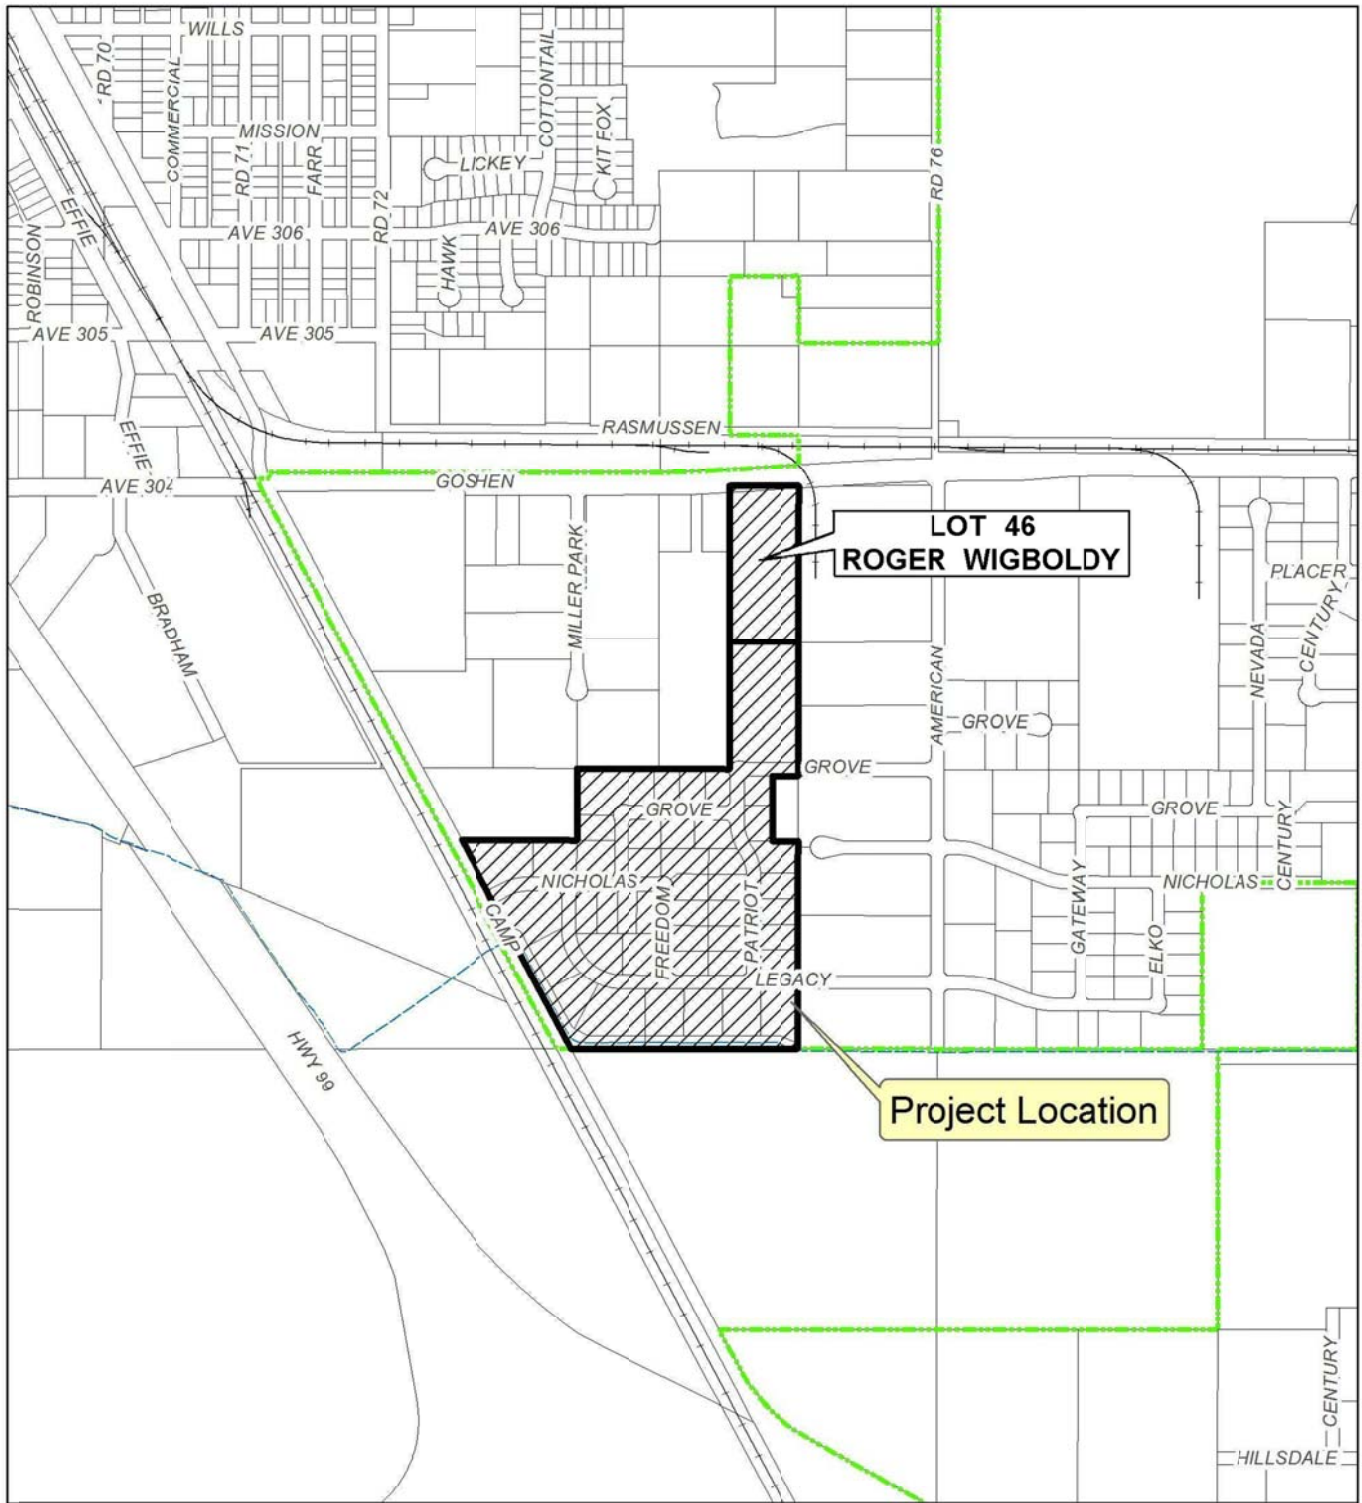 WILLS
RD 70
COMMERCIAL
COTTONTAIL
KIT FOX
MISSION
RD 71
FARR
LICKEY
RD 76
RD 72
EFFIE
AVE 306
AVE 306
ROBINSON
HAWK
AVE 305
AVE 305
RASMUSSEN
EFFIE
GOSHEN
AVE 304
LOT 46
ROGER WIGBOLDY
MILLER PARK
PLACER
BRADHAM
CENTURY
NEVADA
AMERICAN
GROVE
GROVE
GROVE
GROVE
CENTURY
NICHOLAS
NICHOLAS
CAMP
FREEDOM
PATRIOT
GATEWAY
ELKO
LEGACY
HWY 99
Project Location
CENTURY
HILLSDALE